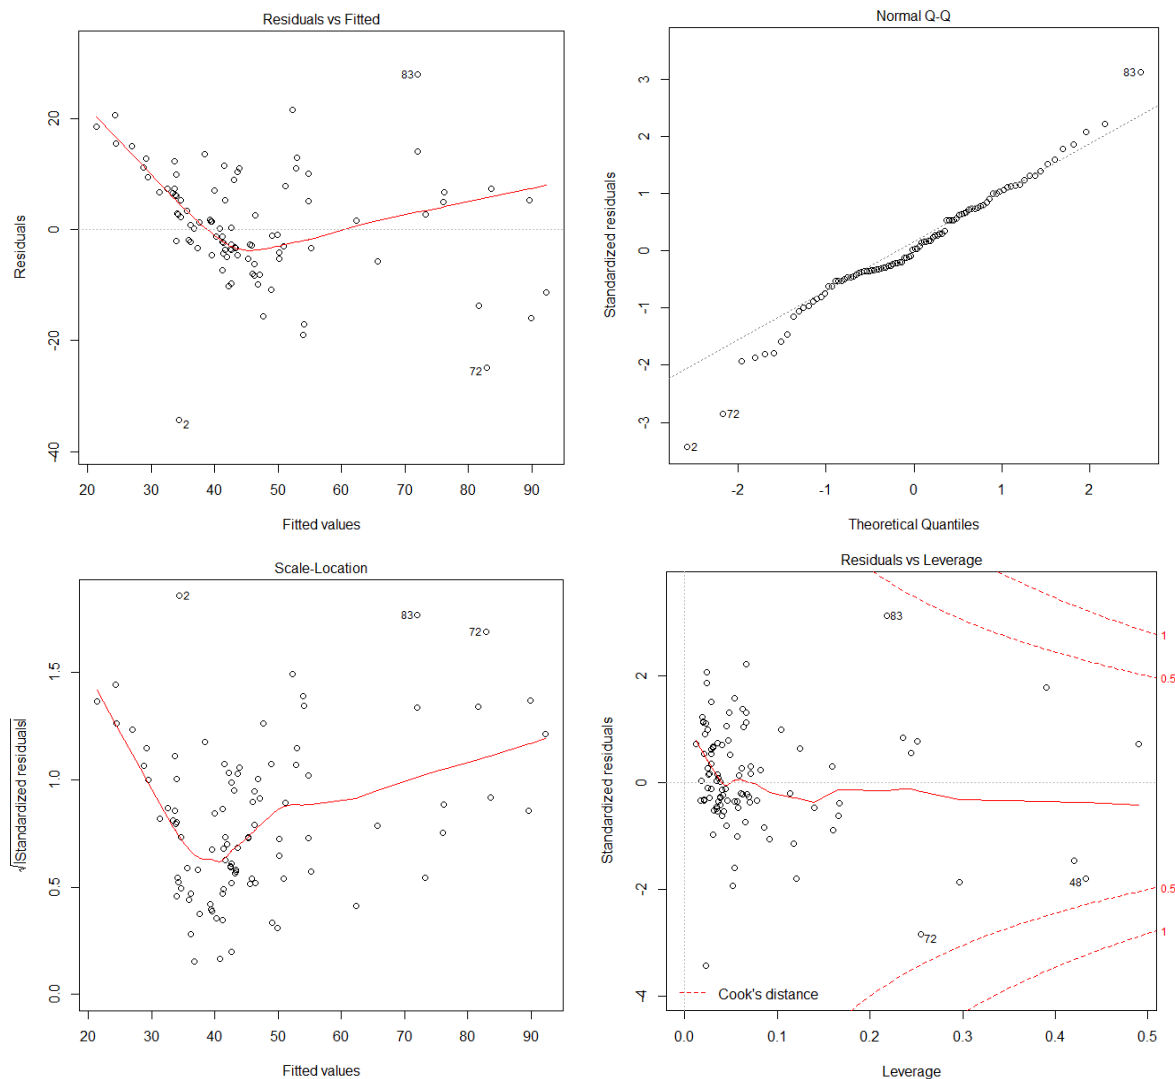 Residuals vs Fitted
Residuals
20
0
-20
-40
83
72
2
20 30 40 50 60 70 80 90
Fitted values
Normal Q-Q
Standardized residuals
3
2
1
0
-1
-2
-3
83
72
2
-2 -1 0 1 2
Theoretical Quantiles
Scale-Location
√|Standardized residuals|
1.5
1.0
0.5
0.0
2
83
72
20 30 40 50 60 70 80 90
Fitted values
Residuals vs Leverage
Standardized residuals
2
0
-2
-4
83
48
72
1
0.5
0.5
1
Cook's distance
0.0 0.1 0.2 0.3 0.4 0.5
Leverage